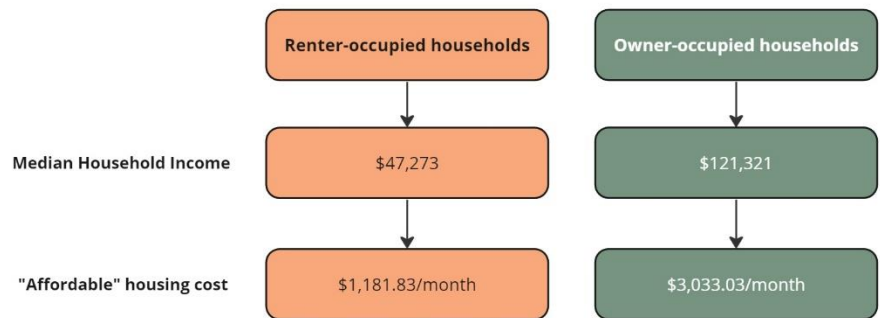 Renter-occupied households
Owner-occupied households
Median Household Income
$47,273
$121,321
"Affordable" housing cost
$1,181.83/month
$3,033.03/month